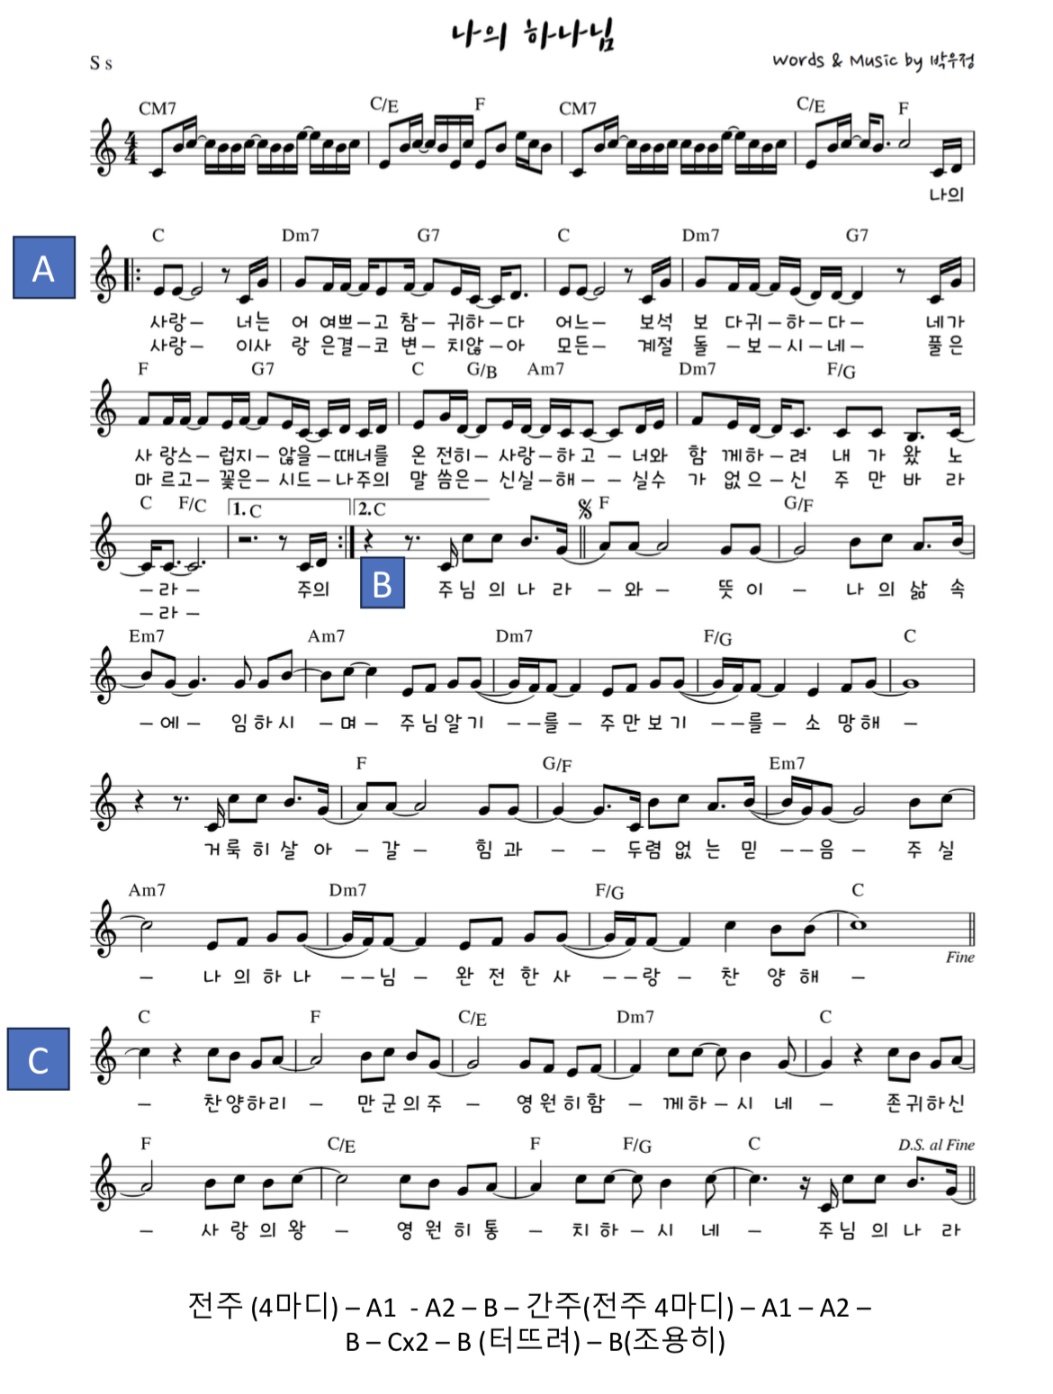 나의 하나님
S s
Words & Music by 박우정
CM7 C/E F CM7 C/E F
4
4
나의
A
C Dm7 G7 C Dm7 G7
사랑– 너는 어 여쁘–고 참– 귀하–다 어느– 보석 보 다귀–하–다– 네가
사랑– 이사 랑 은결–코 변–치않–아 모든– 계절 돌 –보–시–네– 풀은
F G7 C G/B Am7 Dm7 F/G
사 랑스–럽지–않을–때너를 온 전히–사랑–하고–너와 함 께하–려 내 가 왔 노
마 르고–꽃은–시드–나주의 말 씀은–신실–해––실수 가 없으–신 주 만 바 라
C F/C 1. C 2. C F G/F
B
–라– 주의 주님 의 나 라 –와– 뜻 이 – 나 의 삶 속
–라–
Em7 Am7 Dm7 F/G C
–에– 임하시 –며– 주님알기 ––를– 주만보기 ––를– 소 망해 –
F G/F Em7
거룩 히 살 아 –갈– 힘 과 – –두렴 없 는 믿 ––음– 주 실
Am7 Dm7 F/G C
Fine
– 나 의 하 나 ––님– 완 전 한 사 ––랑– 찬 양 해 –
C
C F C/E Dm7 C
– 찬양하리 – 만 군 의 주 – 영 원 히 함 – 께하–시 네 – 존귀하신
F C/E F F/G C D.S. al Fine
– 사 랑 의 왕 – 영 원 히 통 – 치 하–시 네 – 주님 의 나 라
전주 (4마디) – A1 - A2 – B – 간주(전주 4마디) – A1 – A2 –
B – Cx2 – B (터뜨려) – B(조용히)